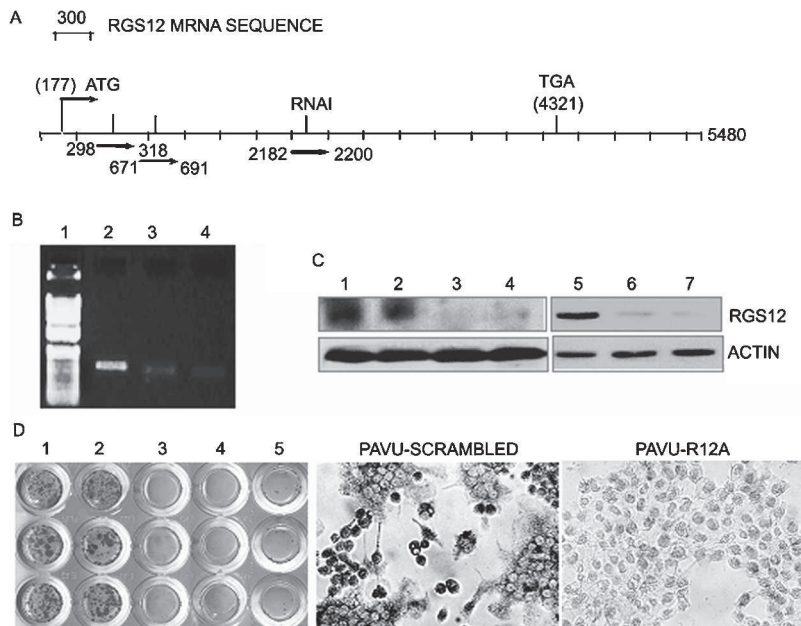 A
300 RGS12 MRNA SEQUENCE
(177) ATG
RNAI
TGA
(4321)
5480
298 318
671 691
2182 2200
B
1 2 3 4
C
1 2 3 4 5 6 7
RGS12
ACTIN
D
1 2 3 4 5
PAVU-SCRAMBLED
PAVU-R12A